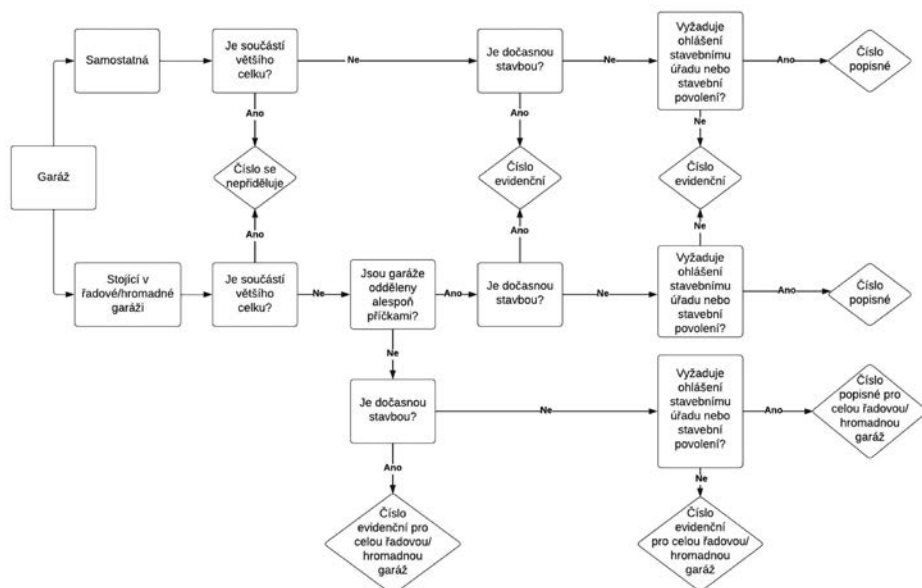 Samostatná
Je součástí
většího
celku?
Ne
Je dočasnou
stavbou?
Ne
Vyžaduje
ohlášení
stavebnímu
úřadu nebo
stavební
povolení?
Ano
Číslo
popisné
Ano
Ano
Ne
Garáž
Číslo se
nepřiděluje
Číslo
evidenční
Číslo
evidenční
Ano
Ano
Ne
Stojící v
řadové/hromadné
garáži
Je součástí
většího
celku?
Ne
Jsou garáže
odděleny
alespoň
příčkami?
Ano
Je dočasnou
stavbou?
Ne
Vyžaduje
ohlášení
stavebnímu
úřadu nebo
stavební
povolení?
Ano
Číslo
popisné
Ne
Je dočasnou
stavbou?
Ne
Vyžaduje
ohlášení
stavebnímu
úřadu nebo
stavební
povolení?
Ano
Číslo
popisné pro
celou řadovou/
hromadnou
garáž
Ano
Ne
Číslo
evidenční pro
celou řadovou/
hromadnou
garáž
Číslo
evidenční
pro celou řadovou/
hromadnou
garáž